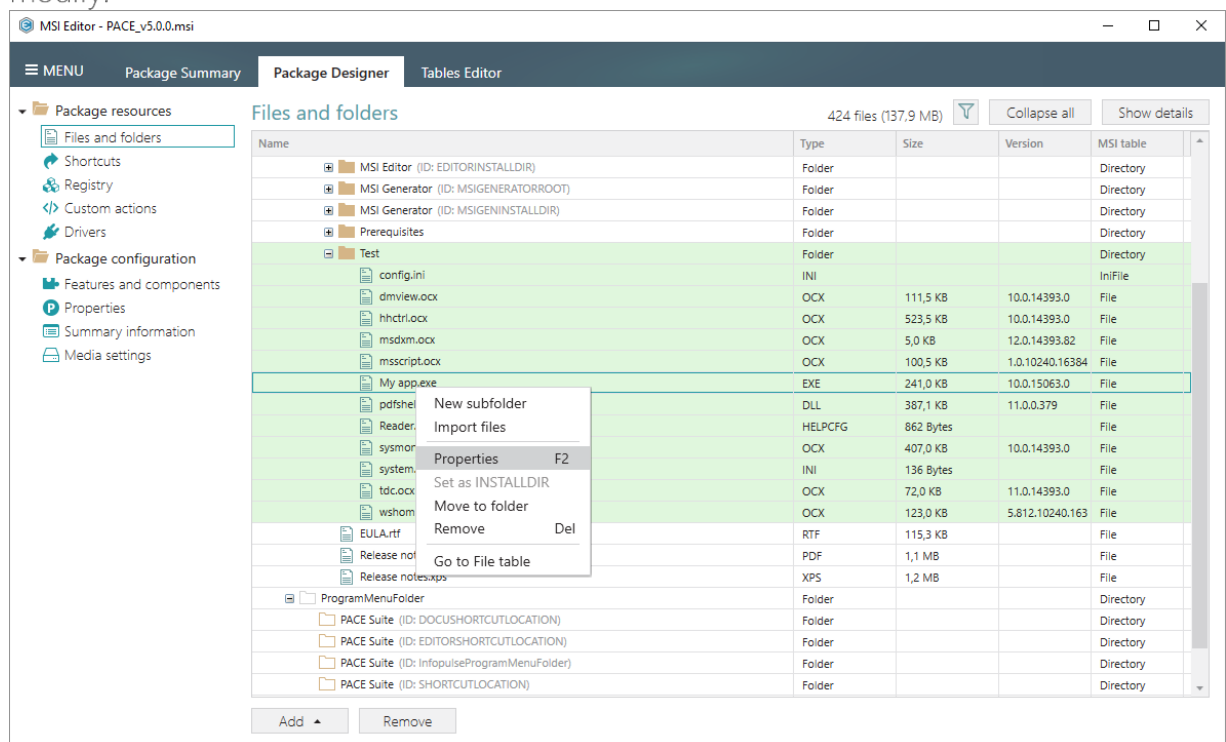 modify.
MSI Editor - PACE_v5.0.0.msi
MENU Package Summary Package Designer Tables Editor
Package resources
Files and folders
Shortcuts
Registry
Custom actions
Drivers
Package configuration
Features and components
Properties
Summary information
Media settings
Files and folders 424 files (137,9 MB) Collapse all Show details
Name Type Size Version MSI table
MSI Editor (ID: EDITORINSTALLDIR) Folder Directory
MSI Generator (ID: MSIGENERATORROOT) Folder Directory
MSI Generator (ID: MSIGENINSTALLDIR) Folder Directory
Prerequisites Folder Directory
Test Folder Directory
config.ini INI IniFile
dmview.ocx OCX 111,5 KB 10.0.14393.0 File
hhctrl.ocx OCX 523,5 KB 10.0.14393.0 File
msdxm.ocx OCX 5,0 KB 12.0.14393.82 File
msscript.ocx OCX 100,5 KB 1.0.10240.16384 File
My app.exe EXE 241,0 KB 10.0.15063.0 File
pdfshel DLL 387,1 KB 11.0.0.379 File
Reader. HELPCFG 862 Bytes File
sysmor OCX 407,0 KB 10.0.14393.0 File
system. INI 136 Bytes File
tdc.ocx OCX 72,0 KB 11.0.14393.0 File
wshom OCX 123,0 KB 5.812.10240.163 File
EULA.rtf RTF 115,3 KB File
Release not PDF 1,1 MB File
Release notes.xps XPS 1,2 MB File
ProgramMenuFolder Folder Directory
PACE Suite (ID: DOCUSHORTCUTLOCATION) Folder Directory
PACE Suite (ID: EDITORSHORTCUTLOCATION) Folder Directory
PACE Suite (ID: InfopulseProgramMenuFolder) Folder Directory
PACE Suite (ID: SHORTCUTLOCATION) Folder Directory
New subfolder
Import files
Properties F2
Set as INSTALLDIR
Move to folder
Remove Del
Go to File table
Add Remove